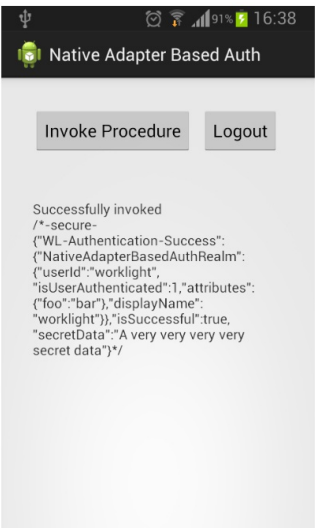 91% 16:38
Native Adapter Based Auth
Invoke Procedure Logout
Successfully invoked
/*-secure-
{"WL-Authentication-Success":
{"NativeAdapterBasedAuthRealm":
{"userId":"worklight",
"isUserAuthenticated":1,"attributes":
{"foo":"bar"},"displayName":
"worklight"}},"isSuccessful":true,
"secretData":"A very very very very
secret data"}*/